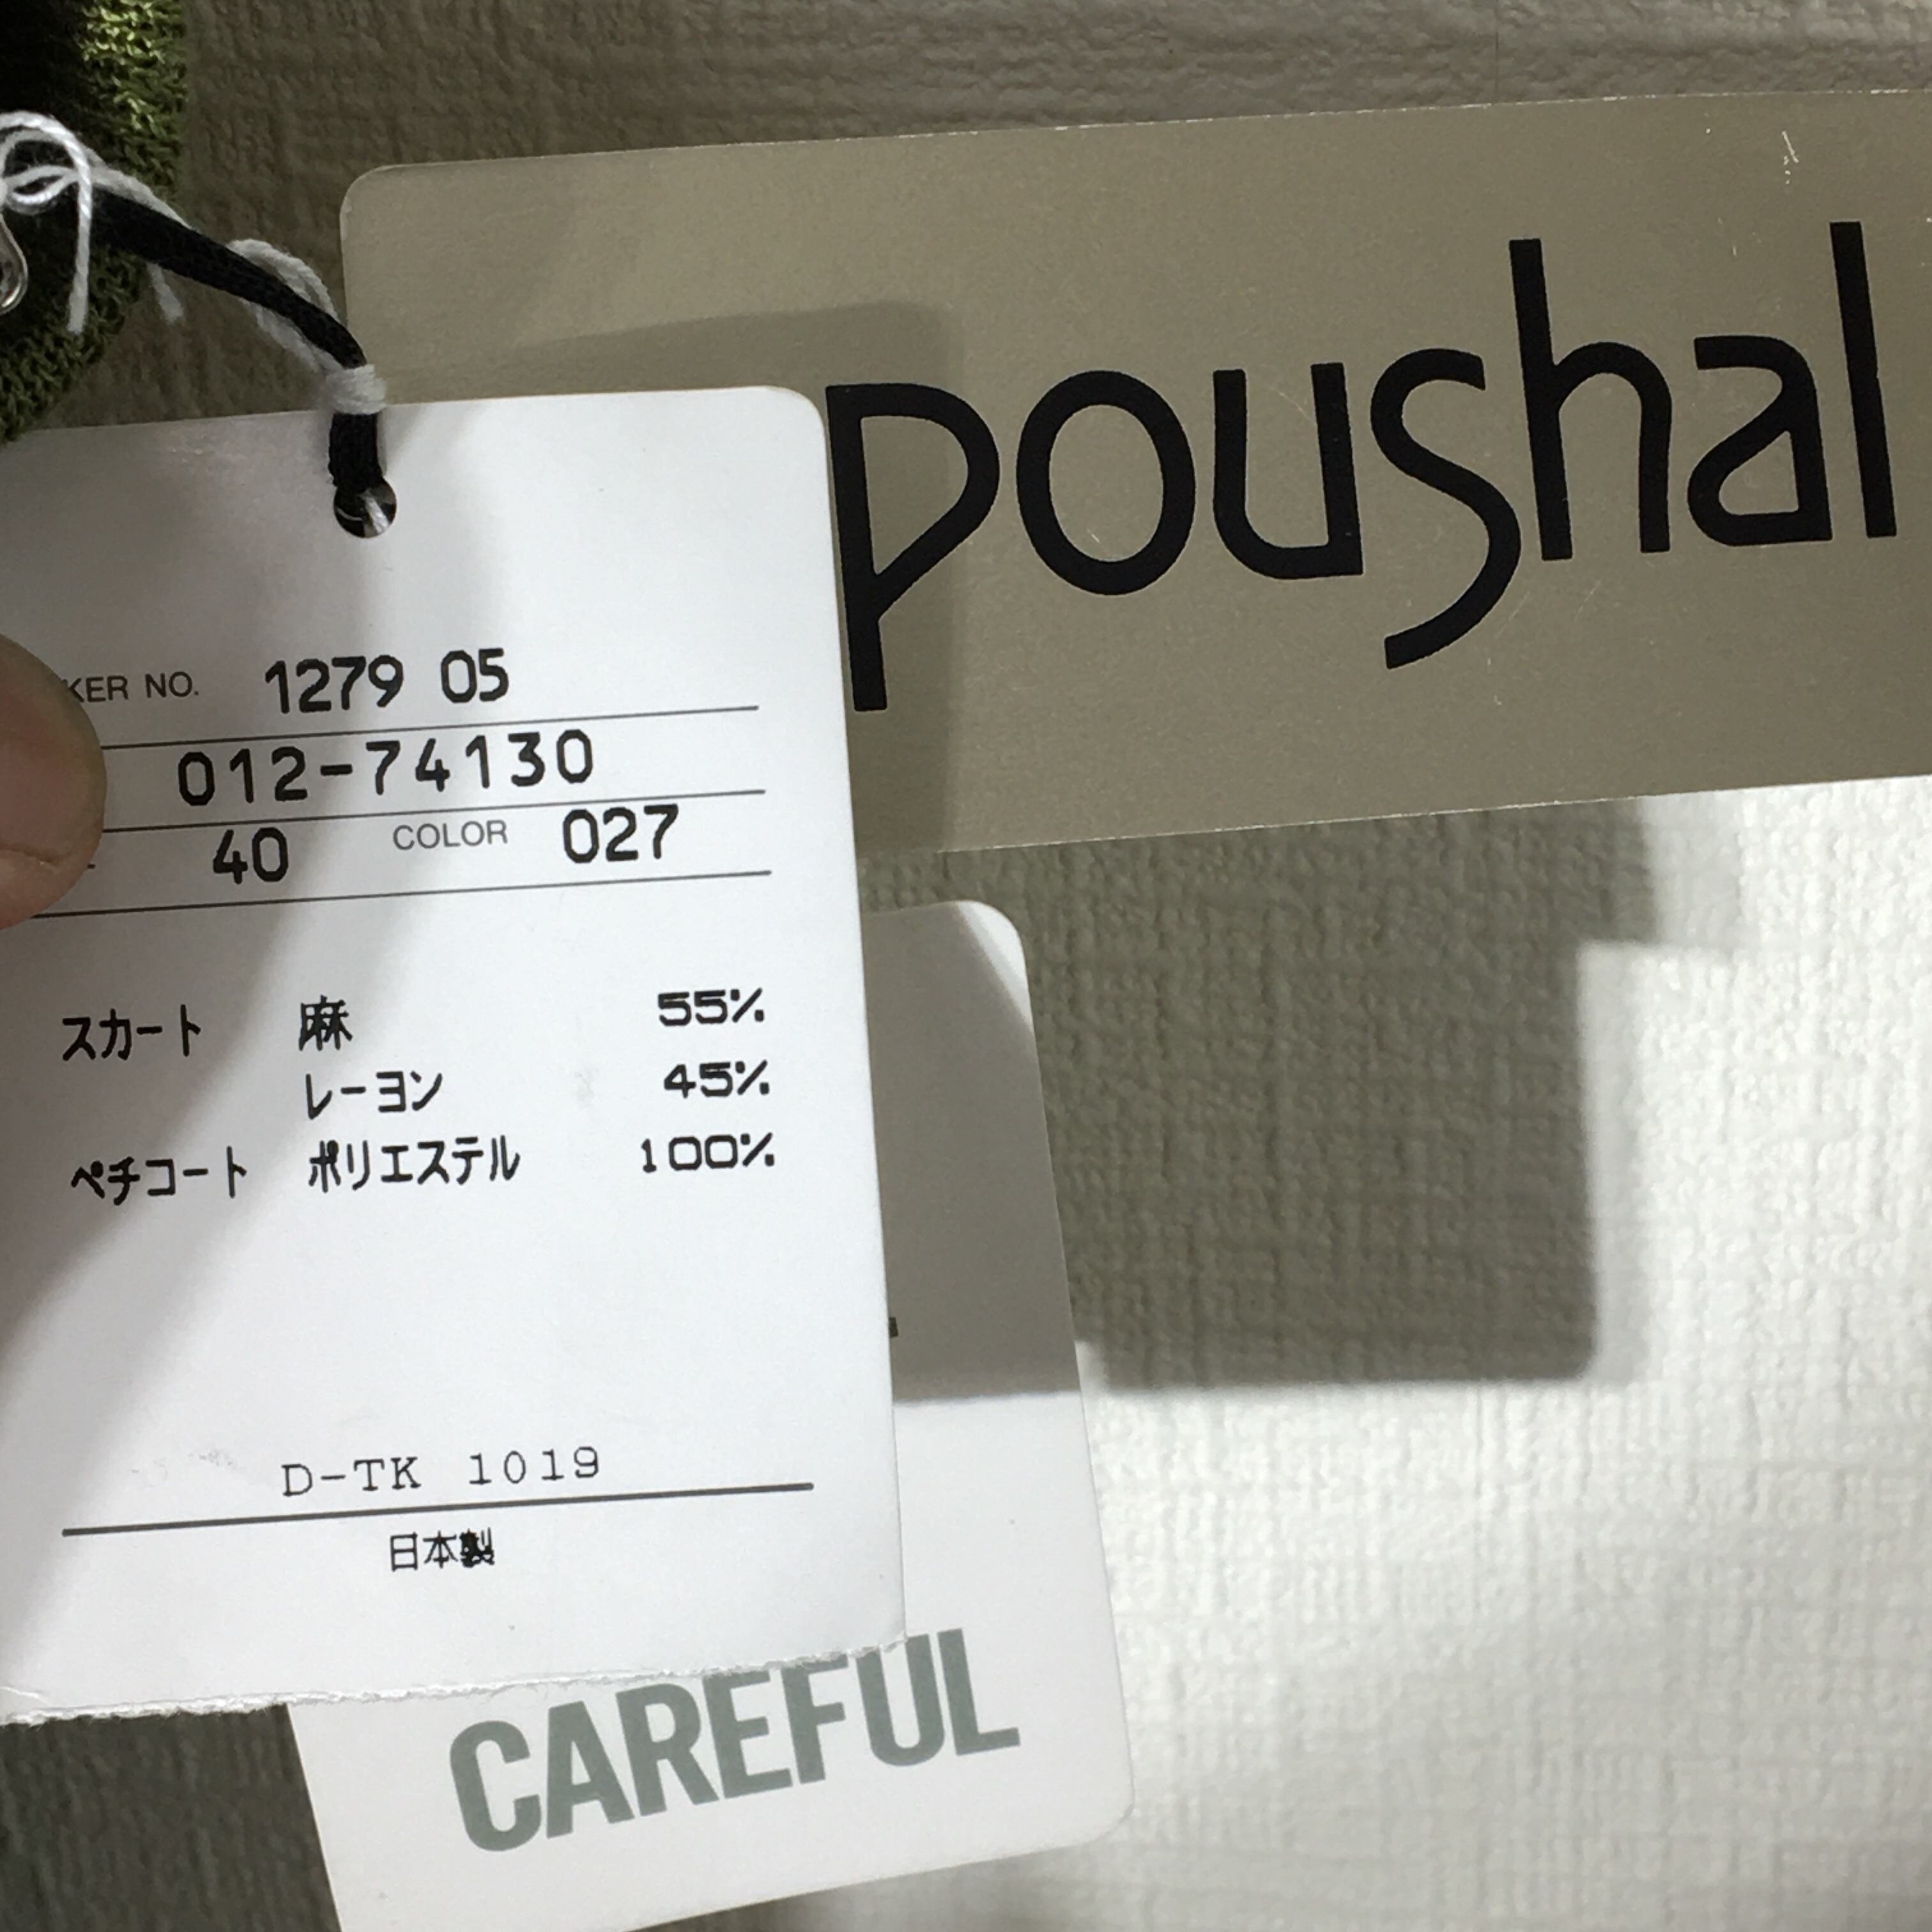 poushal
KER NO. 1279 05
012-74130
40 COLOR 027
スカート 麻 55%
レーヨン 45%
ペチコート ポリエステル 100%
D-TK 1019
日本製
CAREFUL